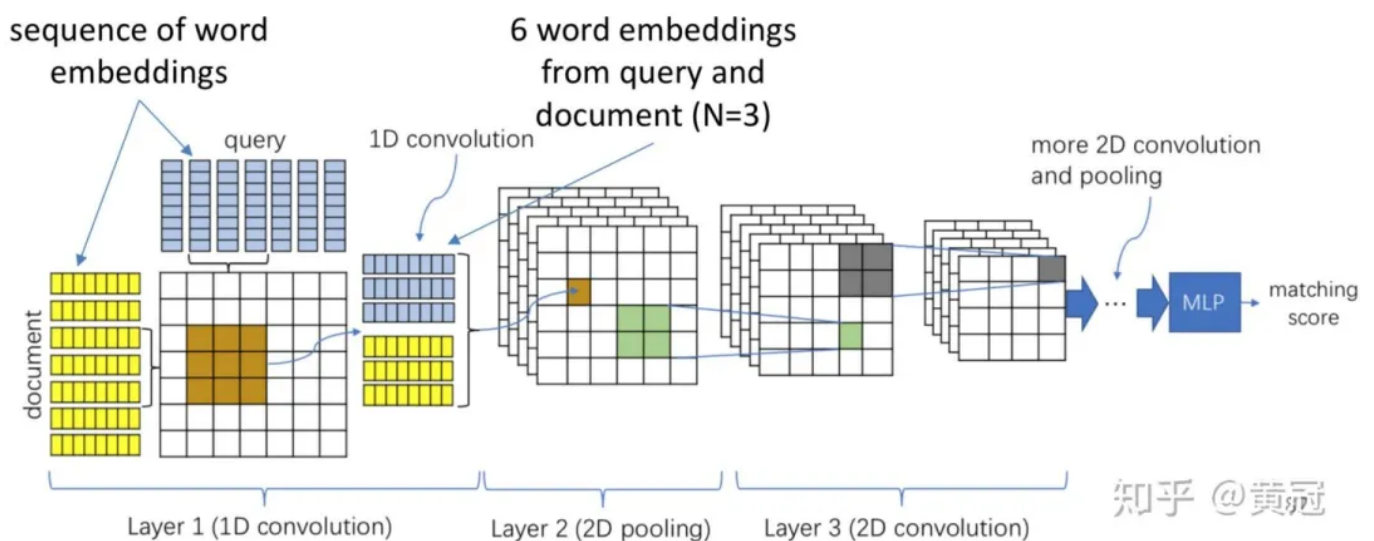 sequence of word
embeddings
6 word embeddings
from query and
document (N=3)
query
1D convolution
more 2D convolution
and pooling
document
...
MLP
matching
score
Layer 1 (1D convolution)
Layer 2 (2D pooling)
Layer 3 (2D convolution)
知乎 @黄冠